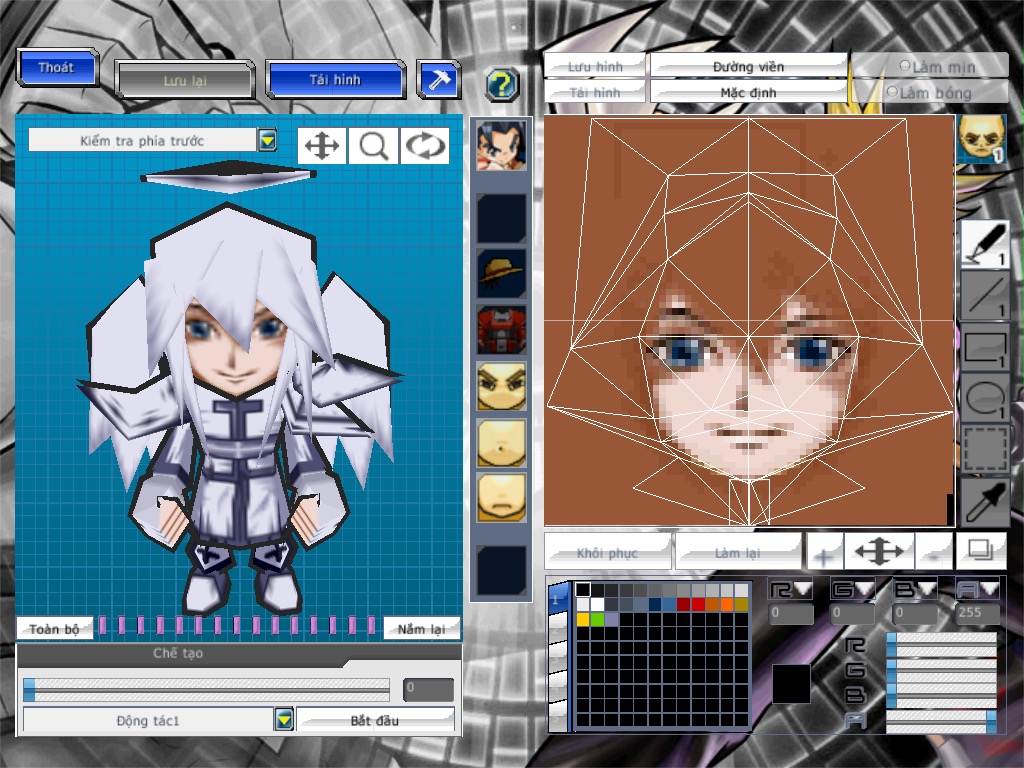 Thoát
Lưu lại
Tải hình
?
Lưu hình
Đường viền
Làm mịn
Tải hình
Mặc định
Làm bóng
Kiểm tra phía trước
1
1
1
1
1
Khôi phục
Làm lại
+
-
R
G
B
A
0
0
0
255
R
G
B
A
Toàn bộ
Nắm lại
Chế tạo
0
Động tác1
Bắt đầu